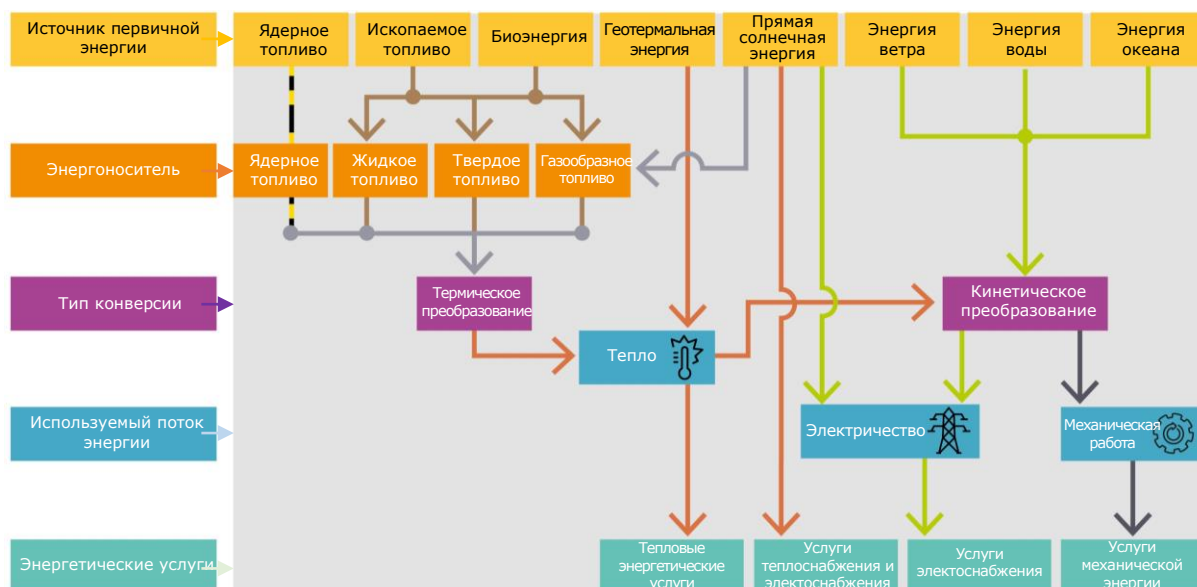 Источник первичной
энергии
Ядерное
топливо
Ископаемое
топливо
Биоэнергия
Геотермальная
энергия
Прямая
солнечная
энергия
Энергия
ветра
Энергия
воды
Энергия
океана
Энергоноситель
Ядерное
топливо
Жидкое
топливо
Твердое
топливо
Газообразное
топливо
Тип конверсии
Термическое
преобразование
Кинетическое
преобразование
Тепло
Используемый поток
энергии
Электричество
Механическая
работа
Энергетические услуги
Тепловые
энергетические
услуги
Услуги
теплоснабжения и
электоснабжения
Услуги
электоснабжения
Услуги
механической
энергии